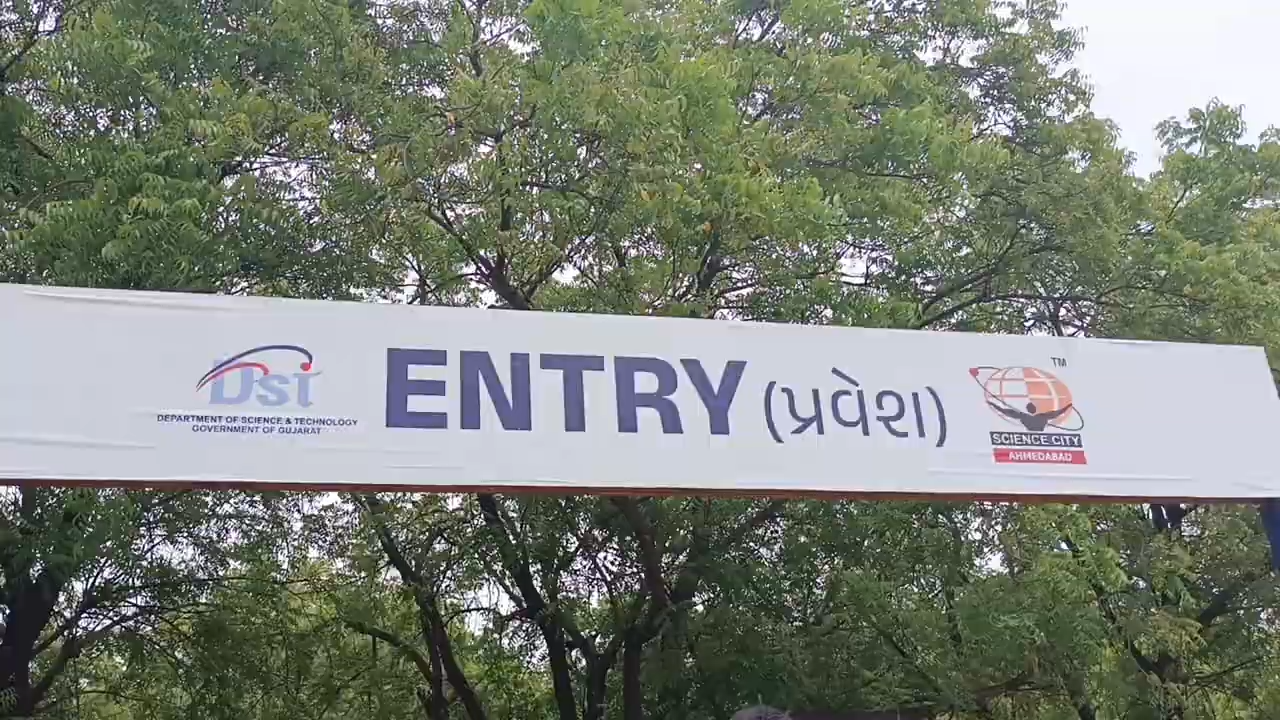 Dst
DEPARTMENT OF SCIENCE & TECHNOLOGY
GOVERNMENT OF GUJARAT
ENTRY (પ્રવેશ)
TM
SCIENCE CITY
AHMEDABAD